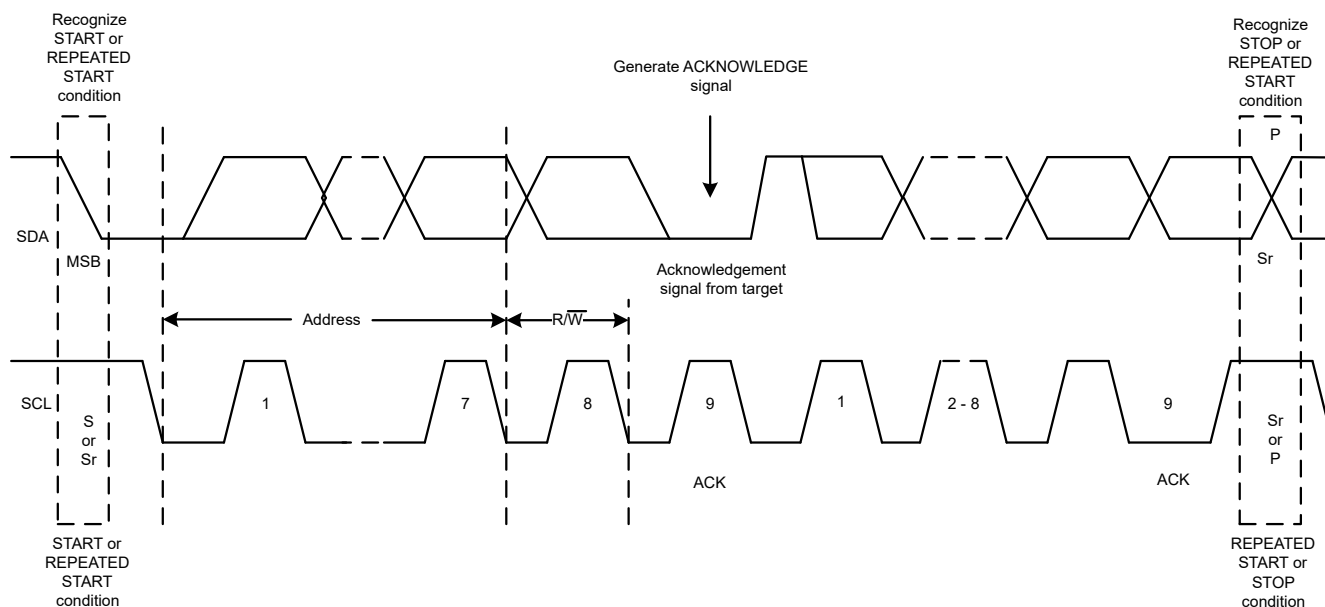 Recognize
START or
REPEATED
START
condition
Recognize
STOP or
REPEATED
START
condition
Generate ACKNOWLEDGE
signal
P
SDA
MSB
Acknowledgement
signal from target
Sr
Address
R/W̅
SCL
S
or
Sr
1
7
8
9
1
2 - 8
9
Sr
or
P
ACK
ACK
START or
REPEATED
START
condition
REPEATED
START or
STOP
condition